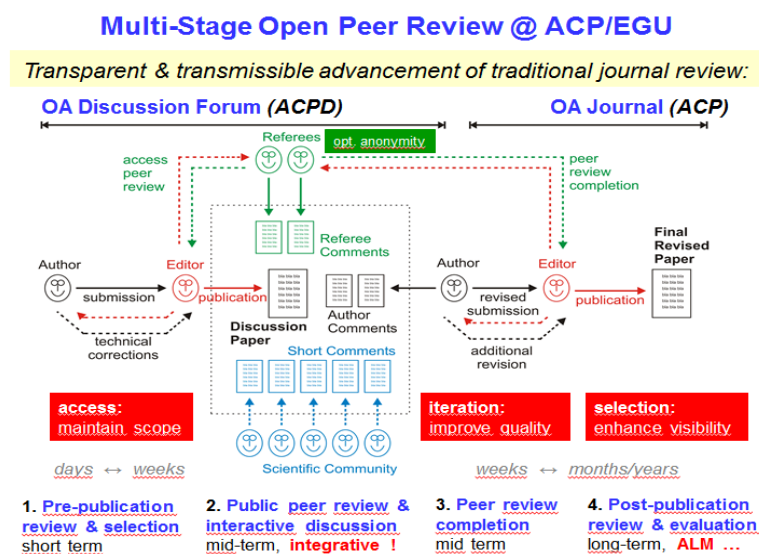 Multi-Stage Open Peer Review @ ACP/EGU
Transparent & transmissible advancement of traditional journal review:
OA Discussion Forum (ACPD)
OA Journal (ACP)
Referees
opt. anonymity
access
peer
review
peer
review
completion
Referee
Comments
Final
Revised
Paper
Author
Editor
submission
publication
technical
corrections
Discussion
Paper
Author
Comments
Author
Editor
revised
submission
publication
additional
revision
Short Comments
access:
maintain scope
iteration:
improve quality
selection:
enhance visibility
Scientific Community
days ↔ weeks
weeks ↔ months/years
1. Pre-publication
review & selection
short term
2. Public peer review &
interactive discussion
mid-term, integrative !
3. Peer review
completion
mid term
4. Post-publication
review & evaluation
long-term, ALM ...